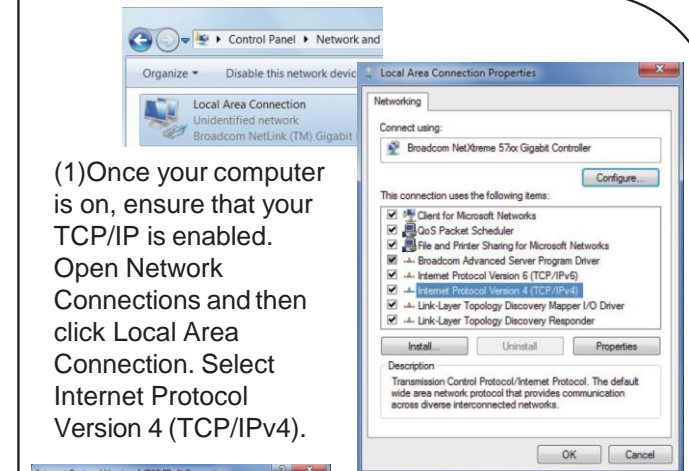 Control Panel ▸ Network and
Organize ▾ Disable this network devic
Local Area Connection
Unidentified network
Broadcom NetLink (TM) Gigabit
(1)Once your computer
is on, ensure that your
TCP/IP is enabled.
Open Network
Connections and then
click Local Area
Connection. Select
Internet Protocol
Version 4 (TCP/IPv4).
Local Area Connection Properties
Networking
Connect using:
Broadcom NetXtreme 57xx Gigabit Controller
Configure...
This connection uses the following items:
Client for Microsoft Networks
QoS Packet Scheduler
File and Printer Sharing for Microsoft Networks
Broadcom Advanced Server Program Driver
Internet Protocol Version 6 (TCP/IPv6)
Internet Protocol Version 4 (TCP/IPv4)
Link-Layer Topology Discovery Mapper I/O Driver
Link-Layer Topology Discovery Responder
Install... Uninstall Properties
Description
Transmission Control Protocol/Internet Protocol. The default
wide area network protocol that provides communication
across diverse interconnected networks.
OK Cancel